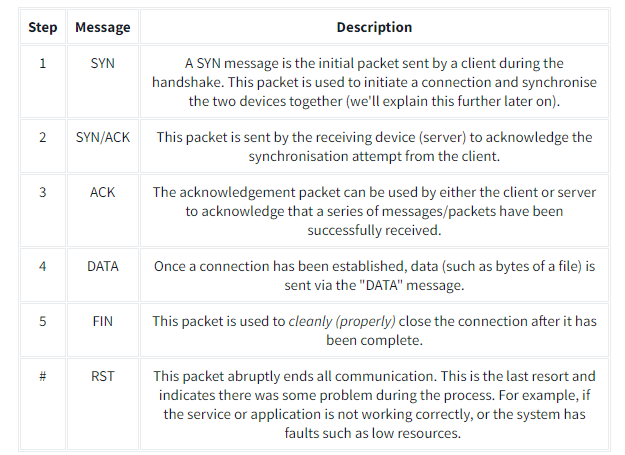 Step Message Description
1 SYN A SYN message is the initial packet sent by a client during the
handshake. This packet is used to initiate a connection and synchronise
the two devices together (we'll explain this further later on).
2 SYN/ACK This packet is sent by the receiving device (server) to acknowledge the
synchronisation attempt from the client.
3 ACK The acknowledgement packet can be used by either the client or server
to acknowledge that a series of messages/packets have been
successfully received.
4 DATA Once a connection has been established, data (such as bytes of a file) is
sent via the "DATA" message.
5 FIN This packet is used to cleanly (properly) close the connection after it has
been complete.
# RST This packet abruptly ends all communication. This is the last resort and
indicates there was some problem during the process. For example, if
the service or application is not working correctly, or the system has
faults such as low resources.